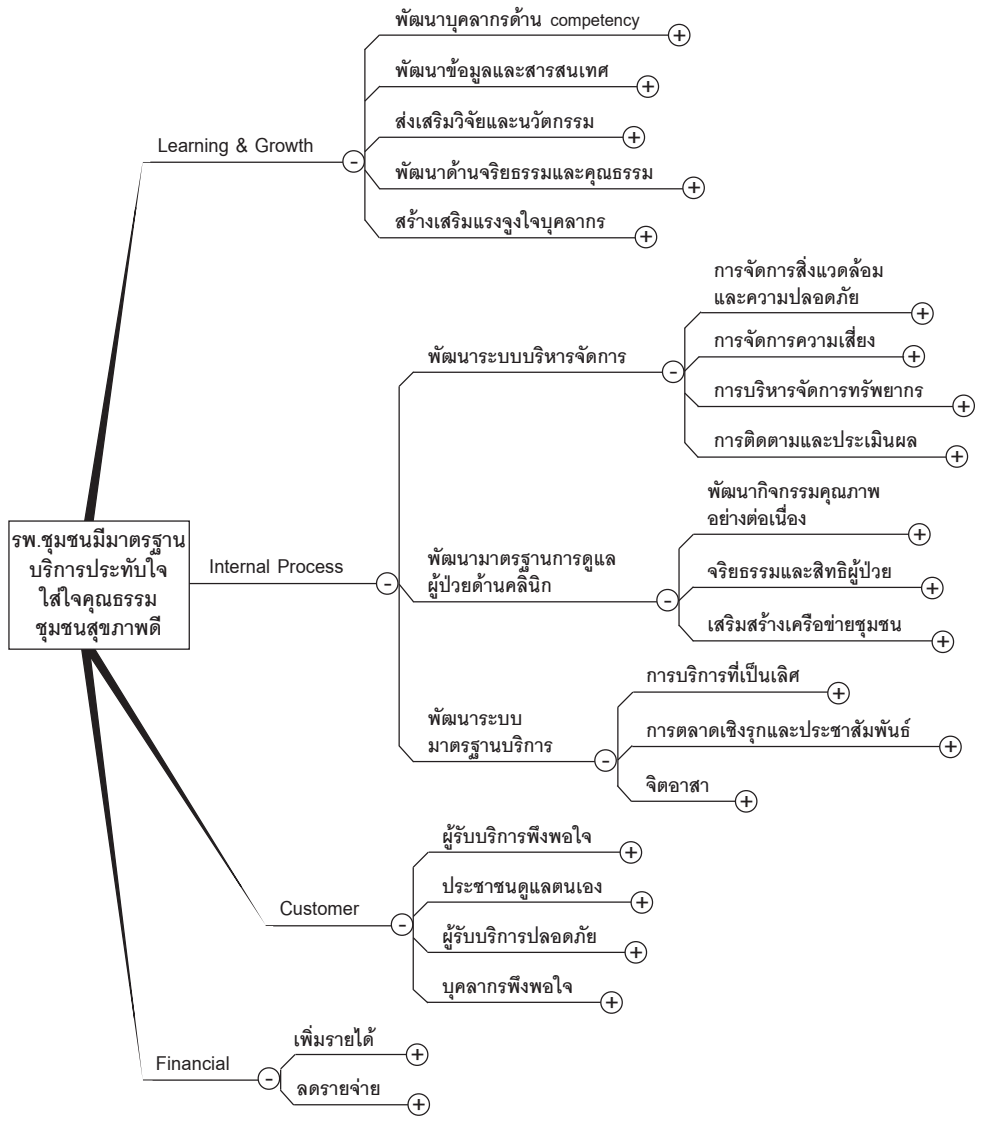 พัฒนาบุคลากรด้าน competency
พัฒนาข้อมูลและสารสนเทศ
ส่งเสริมวิจัยและนวัตกรรม
Learning & Growth
พัฒนาด้านจริยธรรมและคุณธรรม
สร้างเสริมแรงจูงใจบุคลากร
การจัดการสิ่งแวดล้อม
และความปลอดภัย
การจัดการความเสี่ยง
พัฒนาระบบบริหารจัดการ
การบริหารจัดการทรัพยากร
การติดตามและประเมินผล
พัฒนากิจกรรมคุณภาพ
อย่างต่อเนื่อง
รพ.ชุมชนมีมาตรฐาน
บริการประทับใจ
ใส่ใจคุณธรรม
ชุมชนสุขภาพดี
Internal Process
พัฒนามาตรฐานการดูแล
ผู้ป่วยด้านคลินิก
จริยธรรมและสิทธิผู้ป่วย
เสริมสร้างเครือข่ายชุมชน
การบริการที่เป็นเลิศ
พัฒนาระบบ
มาตรฐานบริการ
การตลาดเชิงรุกและประชาสัมพันธ์
จิตอาสา
ผู้รับบริการพึงพอใจ
ประชาชนดูแลตนเอง
Customer
ผู้รับบริการปลอดภัย
บุคลากรพึงพอใจ
เพิ่มรายได้
Financial
ลดรายจ่าย